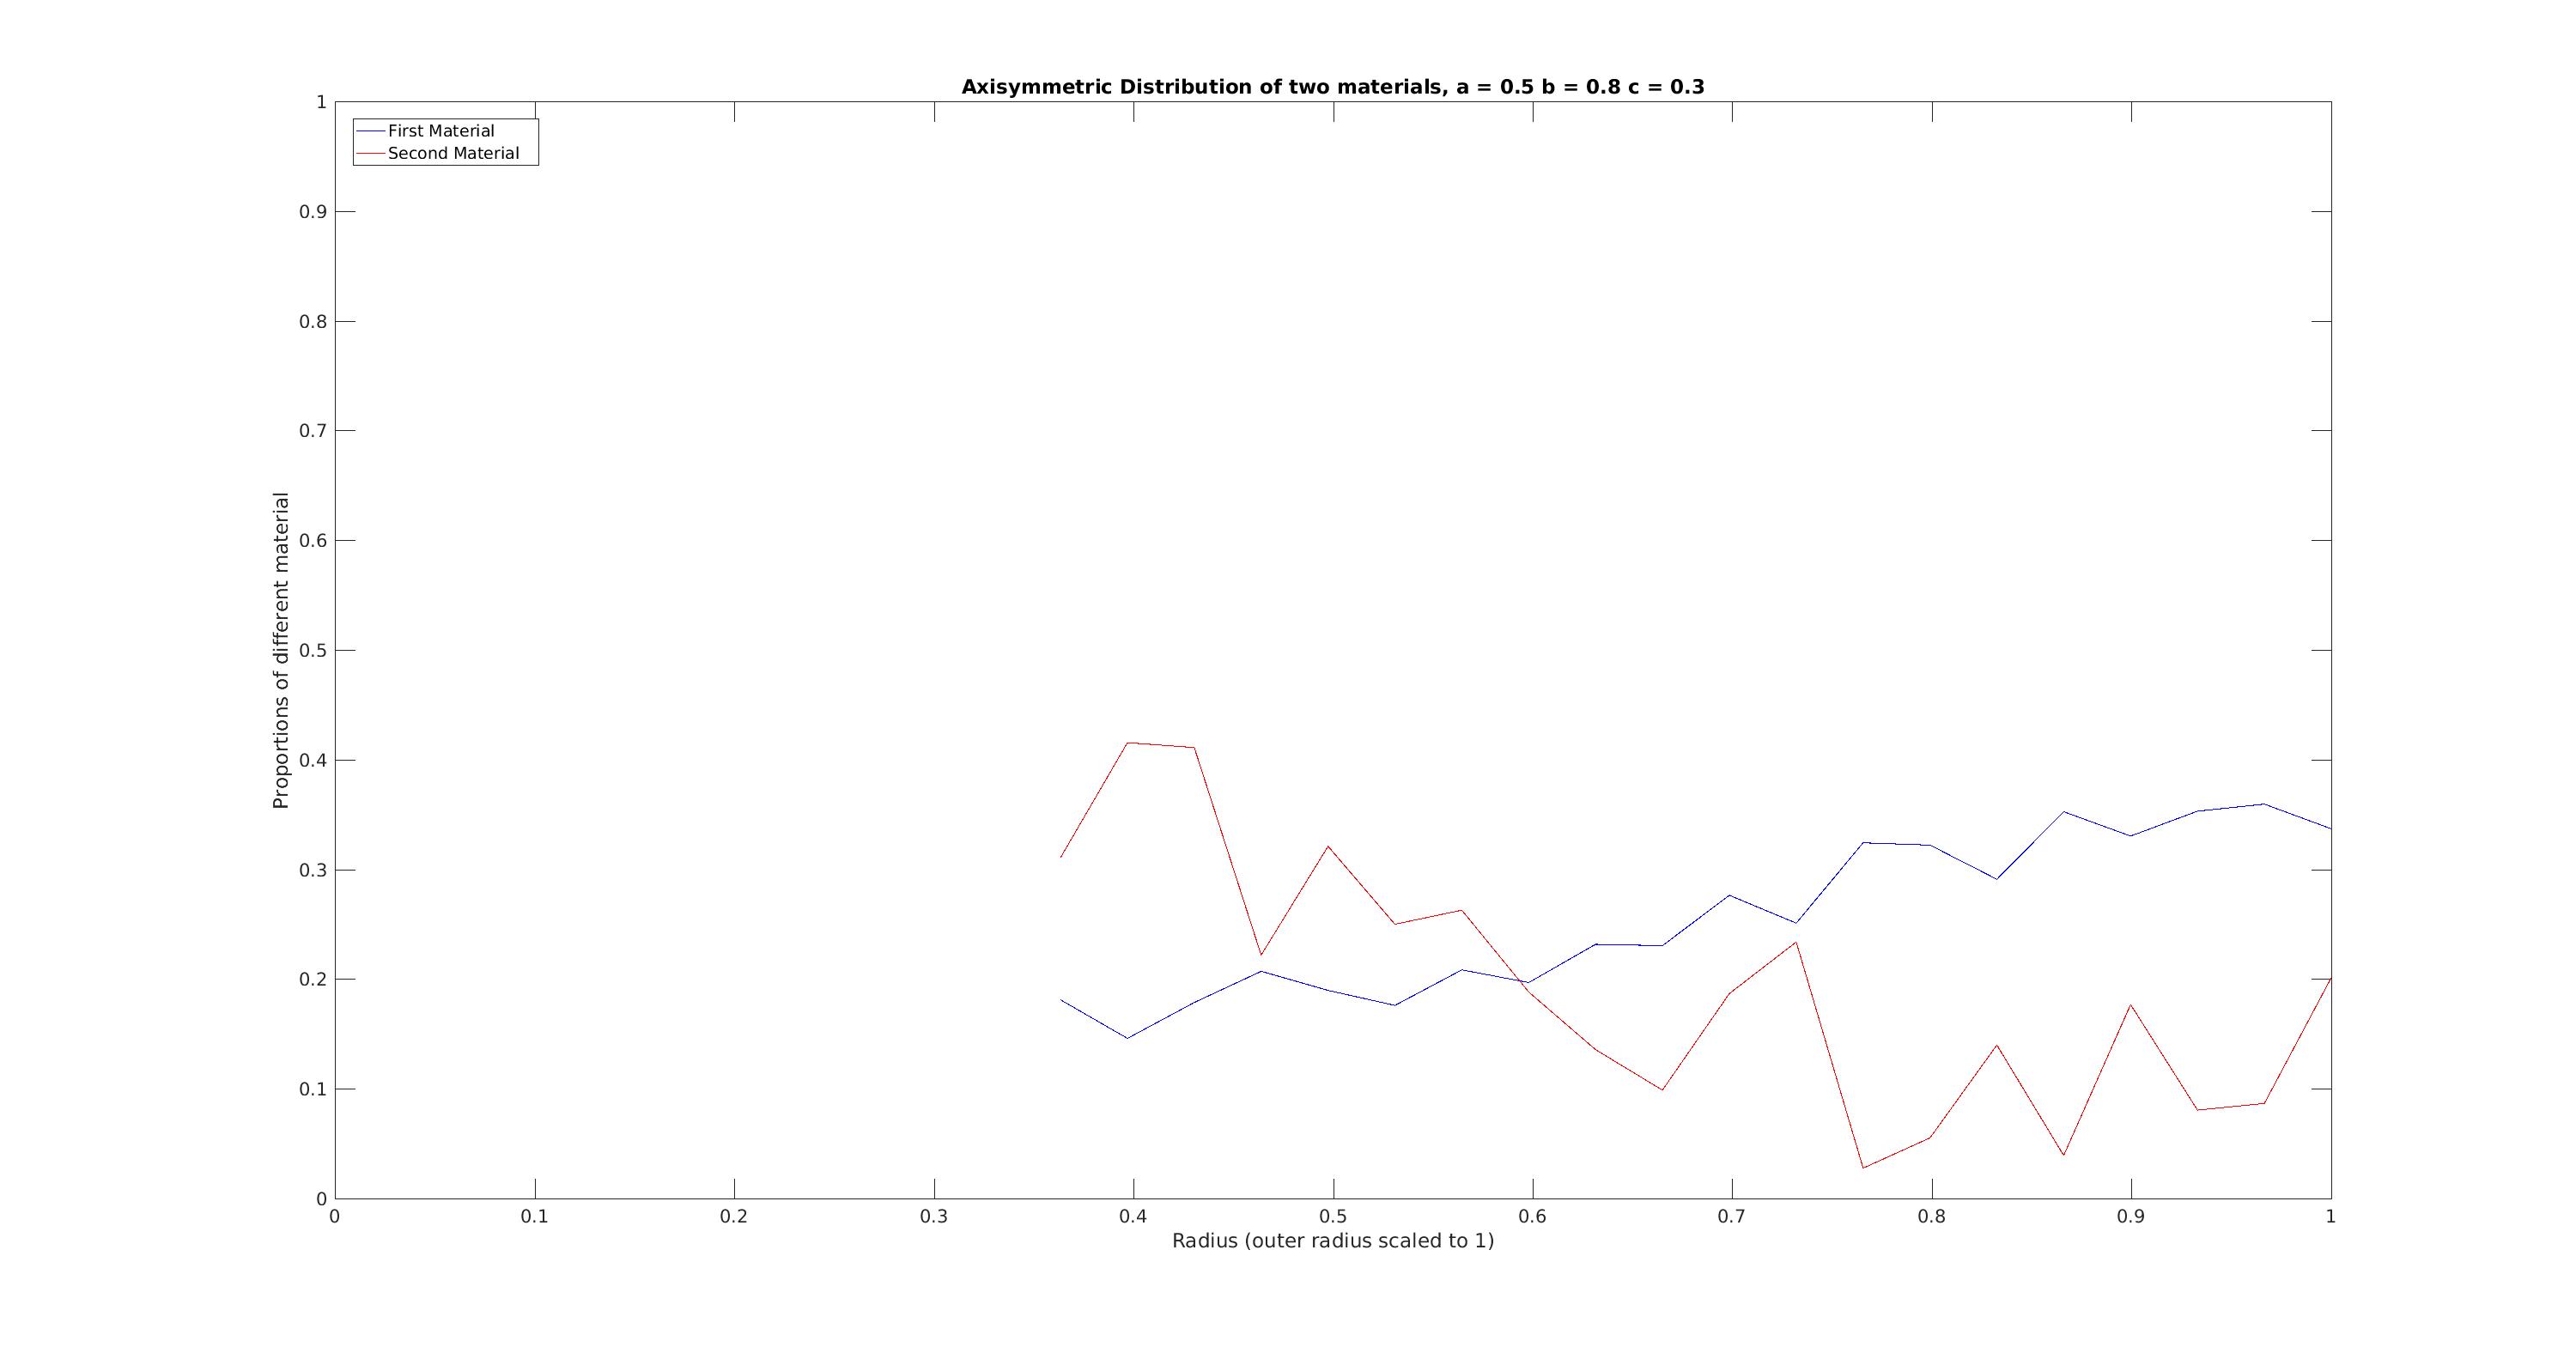 Axisymmetric Distribution of two materials, a = 0.5 b = 0.8 c = 0.3
First Material
Second Material
Proportions of different material
1
0.9
0.8
0.7
0.6
0.5
0.4
0.3
0.2
0.1
0
0 0.1 0.2 0.3 0.4 0.5 0.6 0.7 0.8 0.9 1
Radius (outer radius scaled to 1)